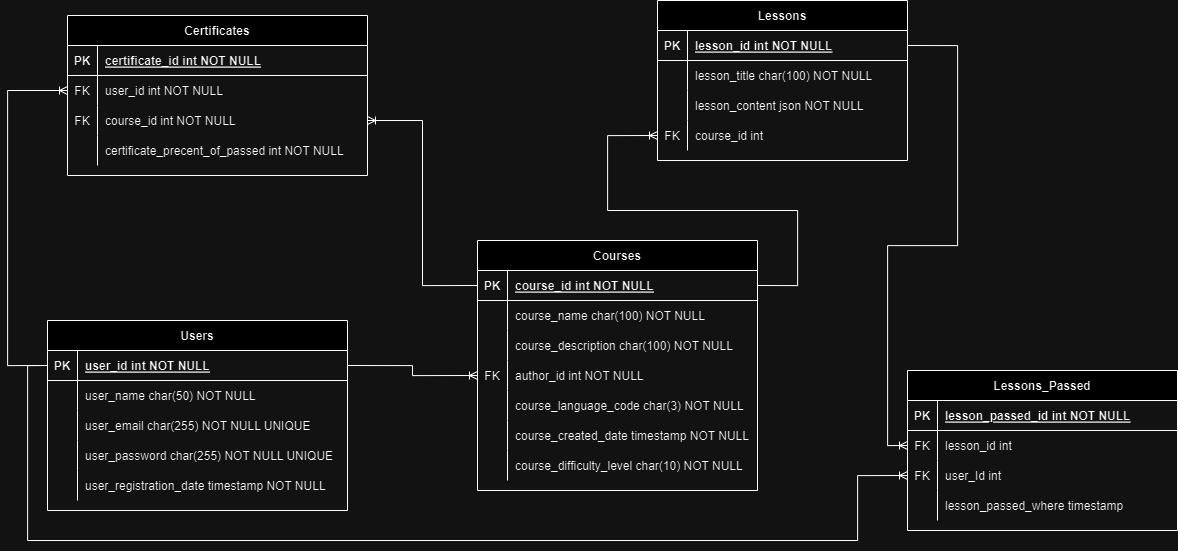 Certificates
PK certificate_id int NOT NULL
FK user_id int NOT NULL
FK course_id int NOT NULL
certificate_precent_of_passed int NOT NULL
Lessons
PK lesson_id int NOT NULL
lesson_title char(100) NOT NULL
lesson_content json NOT NULL
FK course_id int
Courses
PK course_id int NOT NULL
course_name char(100) NOT NULL
course_description char(100) NOT NULL
FK author_id int NOT NULL
course_language_code char(3) NOT NULL
course_created_date timestamp NOT NULL
course_difficulty_level char(10) NOT NULL
Users
PK user_id int NOT NULL
user_name char(50) NOT NULL
user_email char(255) NOT NULL UNIQUE
user_password char(255) NOT NULL UNIQUE
user_registration_date timestamp NOT NULL
Lessons_Passed
PK lesson_passed_id int NOT NULL
FK lesson_id int
FK user_Id int
lesson_passed_where timestamp